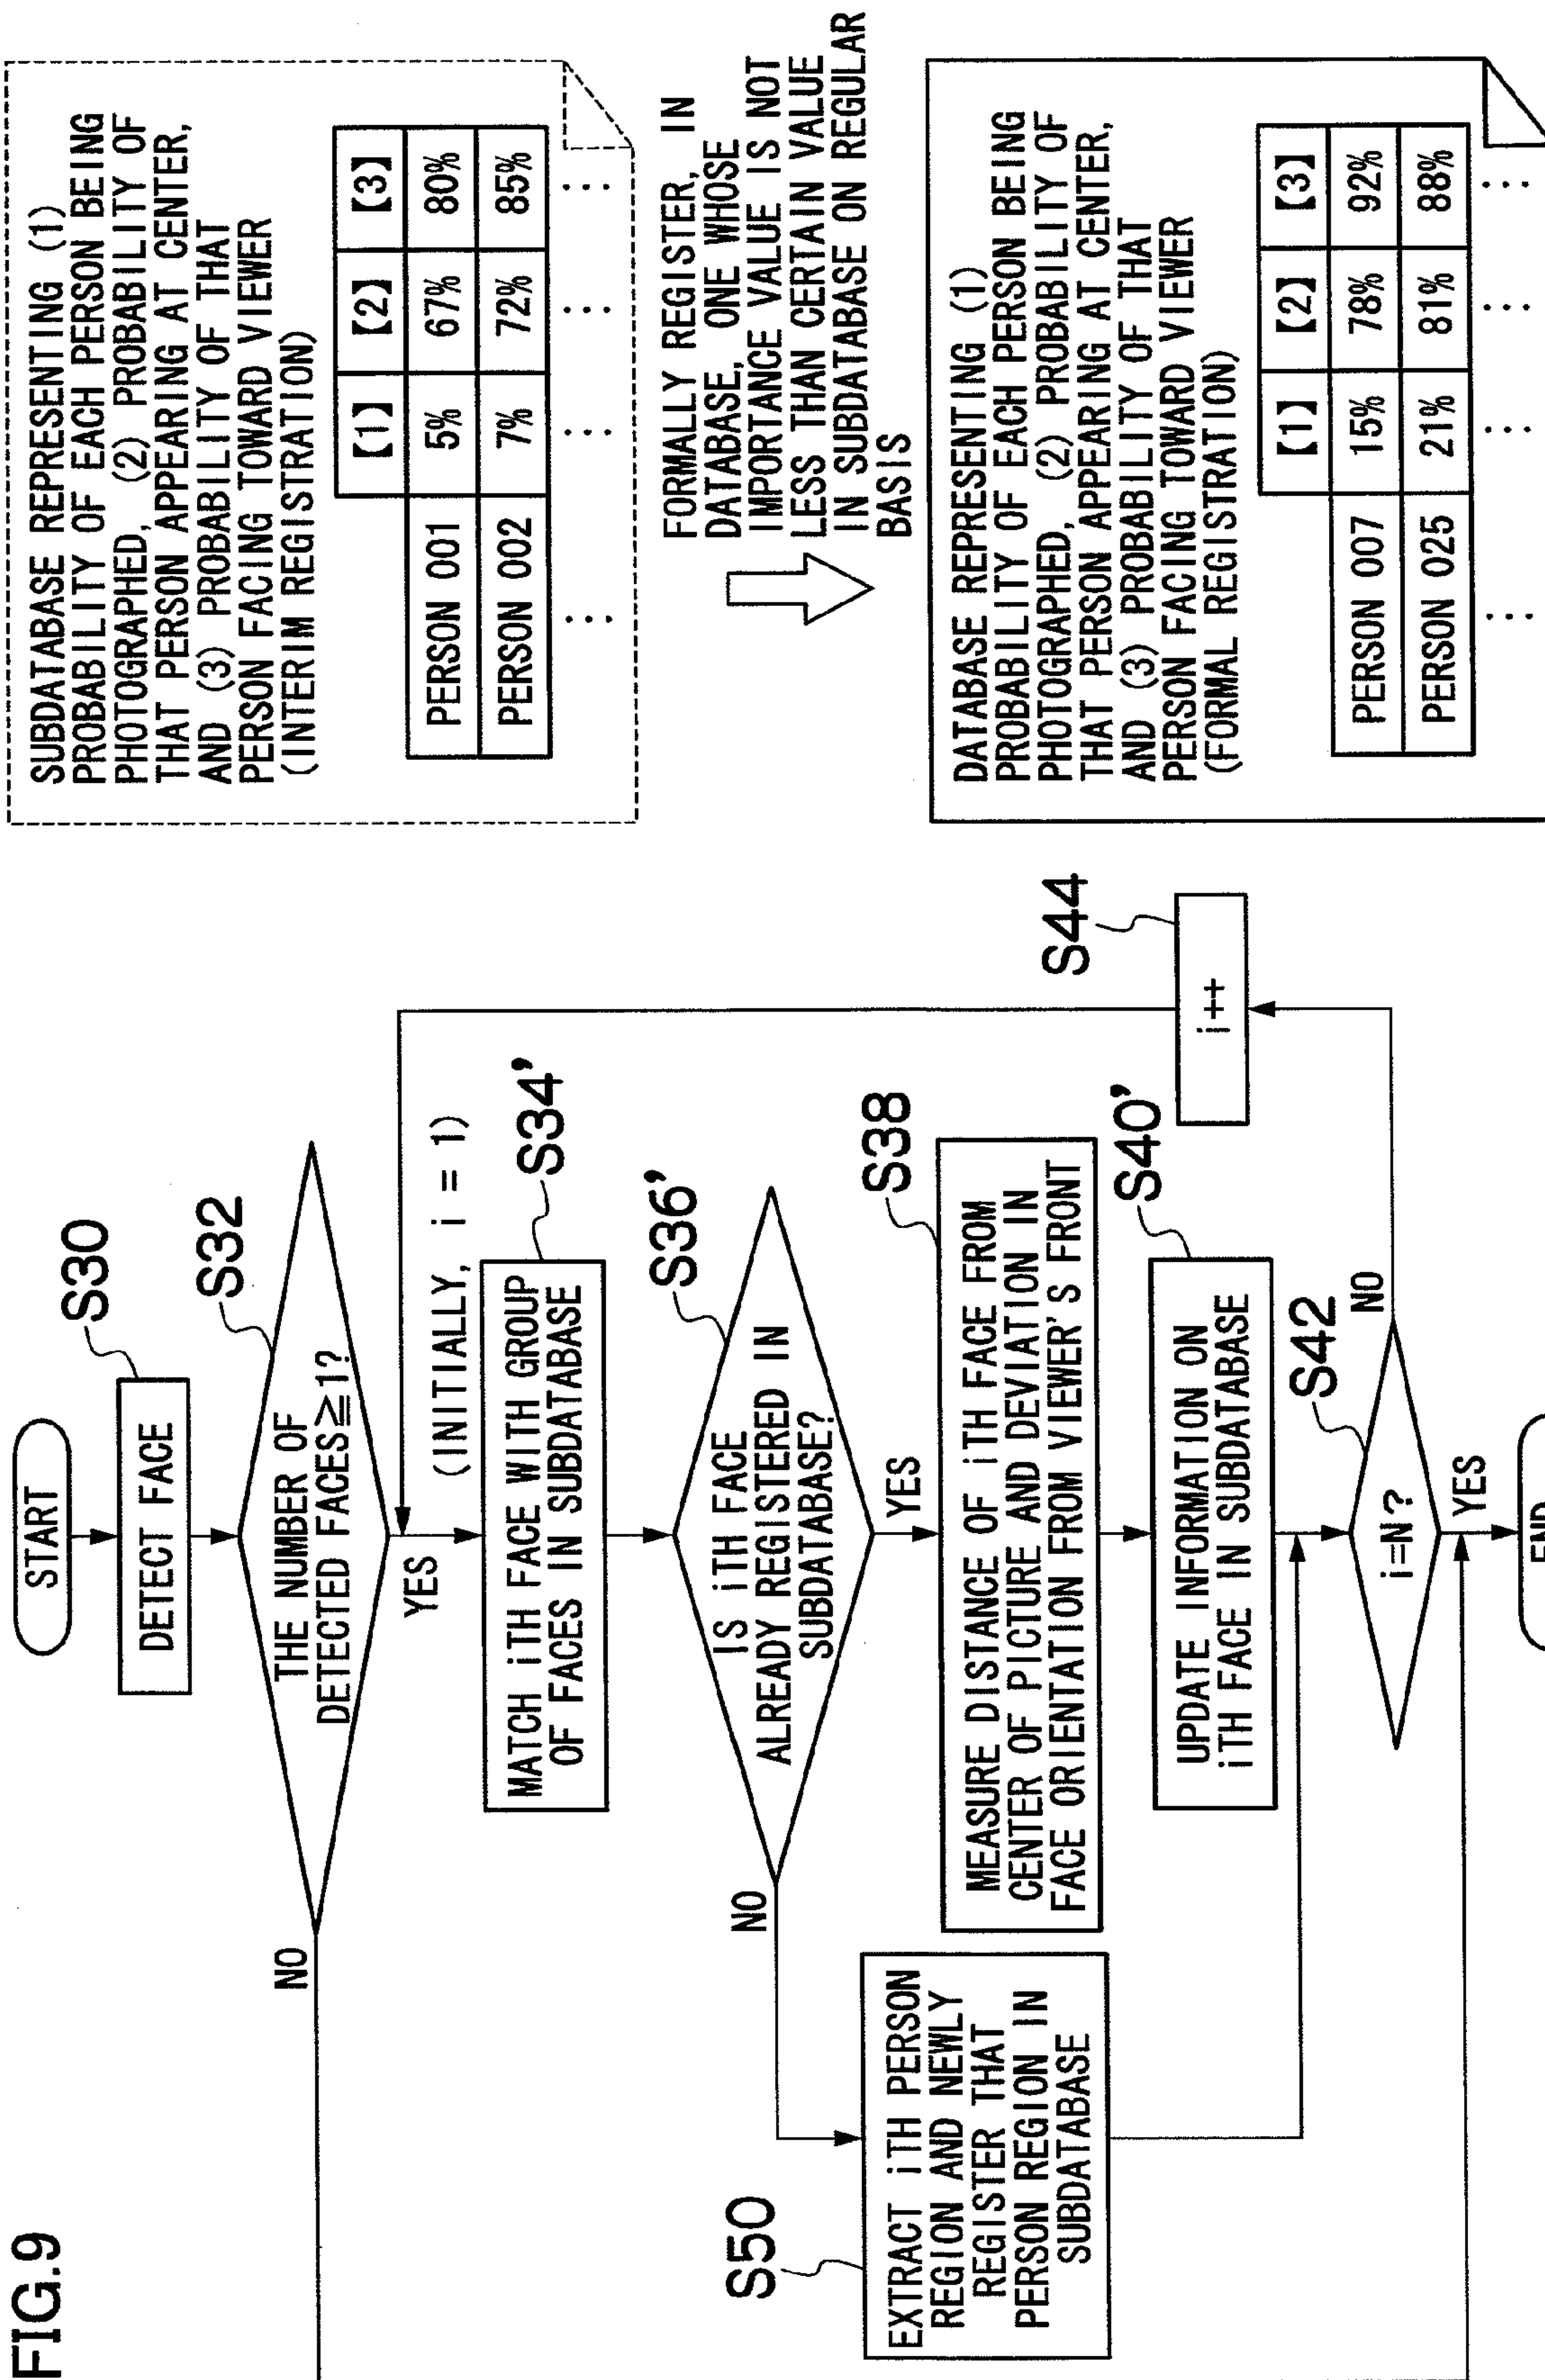 FIG.9
START
S30
DETECT FACE
S32
THE NUMBER OF
DETECTED FACES≧1?
NO
YES
(INITIALLY, i = 1)
S34'
MATCH iTH FACE WITH GROUP
OF FACES IN SUBDATABASE
S36'
IS iTH FACE
ALREADY REGISTERED IN
SUBDATABASE?
NO
YES
S50
EXTRACT iTH PERSON
REGION AND NEWLY
REGISTER THAT
PERSON REGION IN
SUBDATABASE
S38
MEASURE DISTANCE OF iTH FACE FROM
CENTER OF PICTURE AND DEVIATION IN
FACE ORIENTATION FROM VIEWER'S FRONT
S40'
UPDATE INFORMATION ON
iTH FACE IN SUBDATABASE
S42
i=N?
NO
YES
S44
i++
END
SUBDATABASE REPRESENTING (1)
PROBABILITY OF EACH PERSON BEING
PHOTOGRAPHED, (2) PROBABILITY OF
THAT PERSON APPEARING AT CENTER,
AND (3) PROBABILITY OF THAT
PERSON FACING TOWARD VIEWER
(INTERIM REGISTRATION)
【1】 【2】 【3】
PERSON 001 5% 67% 80%
PERSON 002 7% 72% 85%
... ... ... ...
FORMALLY REGISTER, IN
DATABASE, ONE WHOSE
IMPORTANCE VALUE IS NOT
LESS THAN CERTAIN VALUE
IN SUBDATABASE ON REGULAR
BASIS
DATABASE REPRESENTING (1)
PROBABILITY OF EACH PERSON BEING
PHOTOGRAPHED, (2) PROBABILITY OF
THAT PERSON APPEARING AT CENTER,
AND (3) PROBABILITY OF THAT
PERSON FACING TOWARD VIEWER
(FORMAL REGISTRATION)
【1】 【2】 【3】
PERSON 007 15% 78% 92%
PERSON 025 21% 81% 88%
... ... ... ...